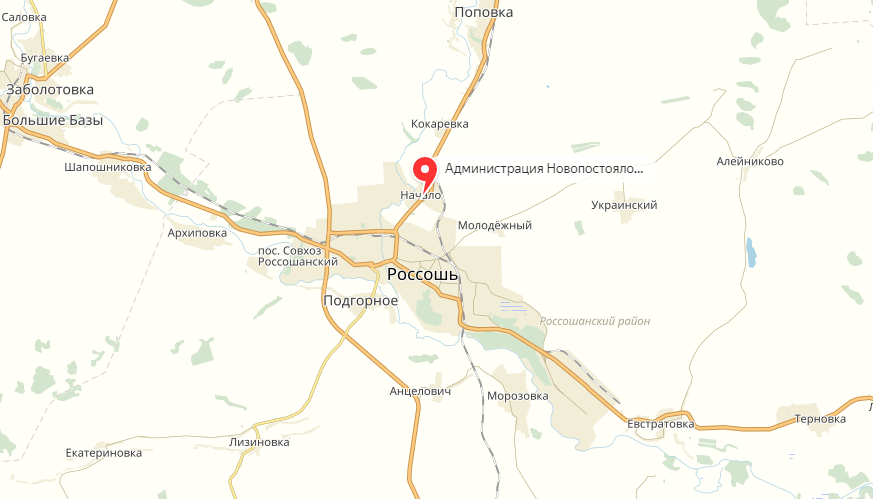 Саловка
Поповка
Бугаевка
Заболотовка
Большие Базы
Кокаревка
Шапошниковка
Администрация Новопостояло...
Алейниково
Начало
Украинский
Архиповка
Молодёжный
пос. Совхоз
Россошанский
Россошь
Подгорное
Россошанский район
Анцелович
Морозовка
Терновка
Евстратовка
Лизиновка
Екатериновка